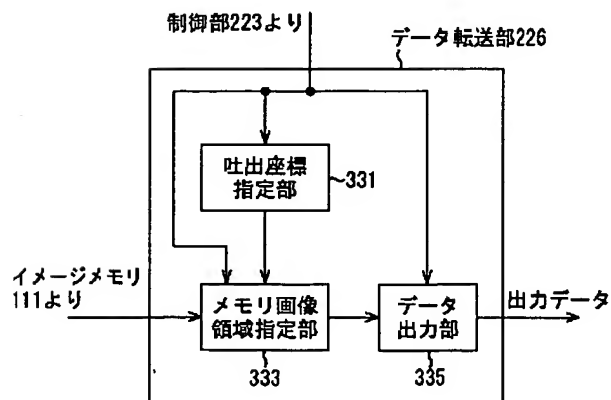 制御部223より
データ転送部226
吐出座標
指定部
331
イメージメモリ
111より
メモリ画像
領域指定部
333
データ
出力部
335
出力データ